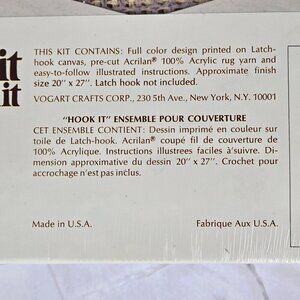 it
it
THIS KIT CONTAINS: Full color design printed on Latch-
hook canvas, pre-cut Acrilan® 100% Acrylic rug yarn and
easy-to-follow illustrated instructions. Approximate finish
size 20" x 27". Latch hook not included.
VOGART CRAFTS CORP., 230 5th Ave., New York, N.Y. 10001
"HOOK IT" ENSEMBLE POUR COUVERTURE
CET ENSEMBLE CONTIENT: Dessin imprimé en couleur sur
toile de Latch-hook. Acrilan® coupé fil de couverture de
100% Acrylique. Instructions illustrees faciles á suivre. Di-
mension approximative du dessin 20" x 27". Crochet pour
accrochage n'est pas inclus.
Made in U.S.A.
Fabrique Aux U.S.A.